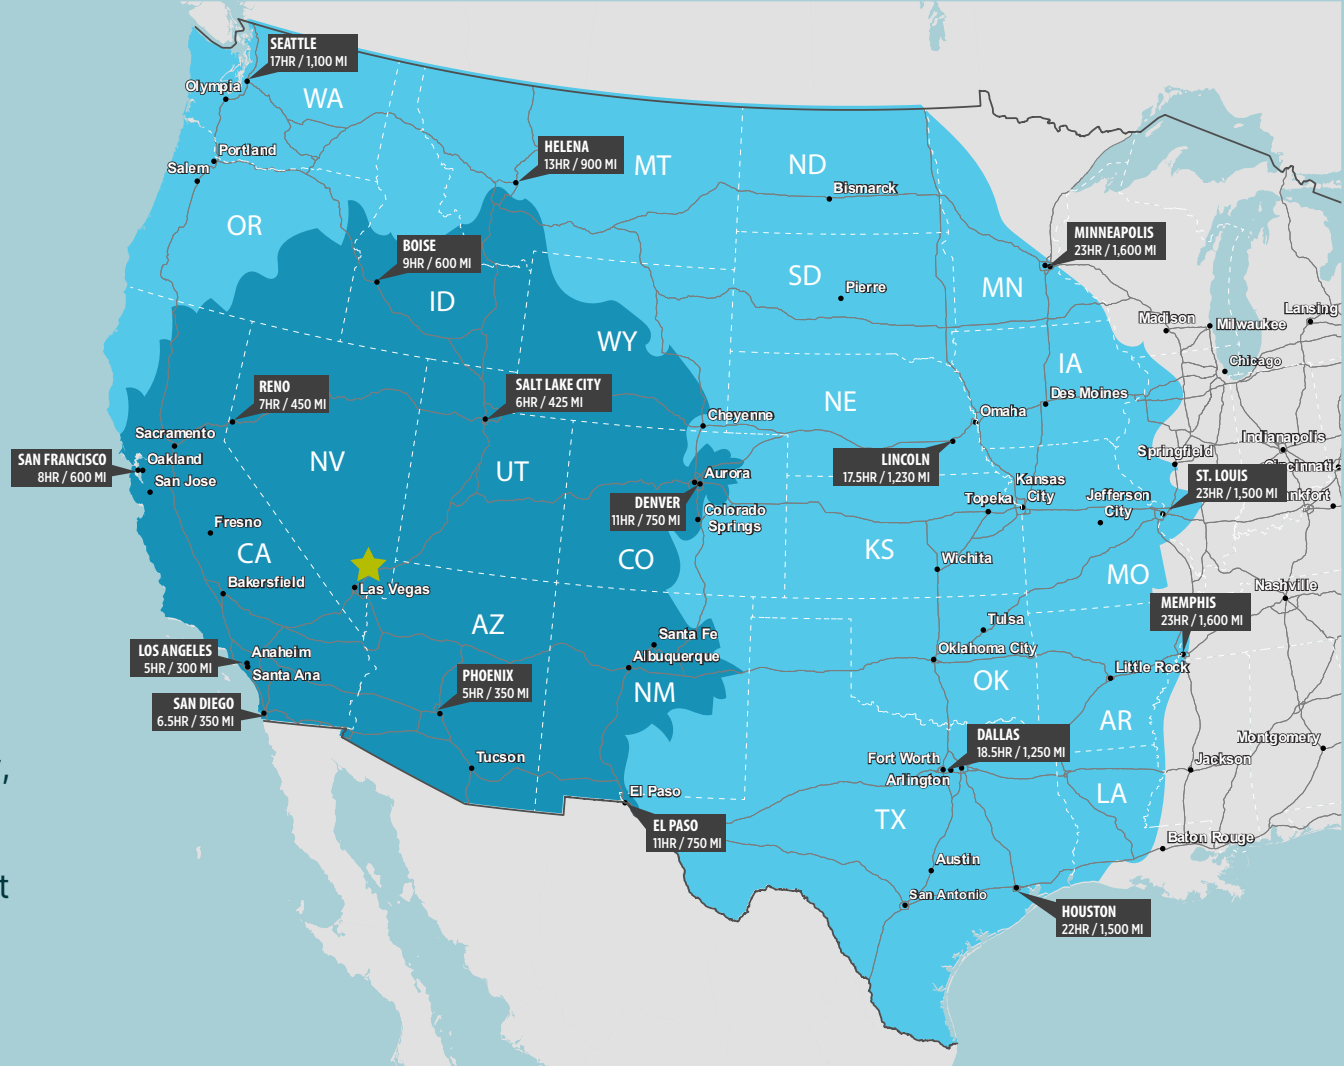 SEATTLE
17HR / 1,100 MI
Olympia
WA
HELENA
13HR / 900 MI
MT
ND
Portland
Salem
Bismarck
OR
BOISE
9HR / 600 MI
MINNEAPOLIS
23HR / 1,600 MI
ID
SD
Pierre
MN
Lansing
Madison
Milwaukee
WY
IA
Chicago
RENO
7HR / 450 MI
SALT LAKE CITY
6HR / 425 MI
NE
Des Moines
Cheyenne
Omaha
Sacramento
Indianapolis
SAN FRANCISCO
8HR / 600 MI
Oakland
NV
UT
LINCOLN
17.5HR / 1,230 MI
Springfield
Cincinnati
San Jose
Aurora
ST. LOUIS
23HR / 1,500 MI
Kansas
City
Topeka
Jefferson
City
nkfort
DENVER
11HR / 750 MI
Colorado
Springs
Fresno
CA
CO
KS
Wichita
MO
Bakersfield
Las Vegas
Nashville
MEMPHIS
23HR / 1,600 MI
AZ
Tulsa
Santa Fe
LOS ANGELES
5HR / 300 MI
Anaheim
Albuquerque
Oklahoma City
Santa Ana
PHOENIX
5HR / 350 MI
NM
OK
Little Rock
SAN DIEGO
6.5HR / 350 MI
AR
DALLAS
18.5HR / 1,250 MI
Montgomery
Tucson
Fort Worth
Jackson
,
Arlington
El Paso
LA
EL PASO
11HR / 750 MI
TX
Baton Rouge
Austin
t
San Antonio
HOUSTON
22HR / 1,500 MI